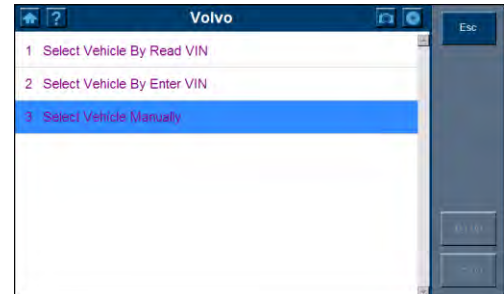 ?
Volvo
Esc
1 Select Vehicle By Read VIN
2 Select Vehicle By Enter VIN
3 Select Vehicle Manually